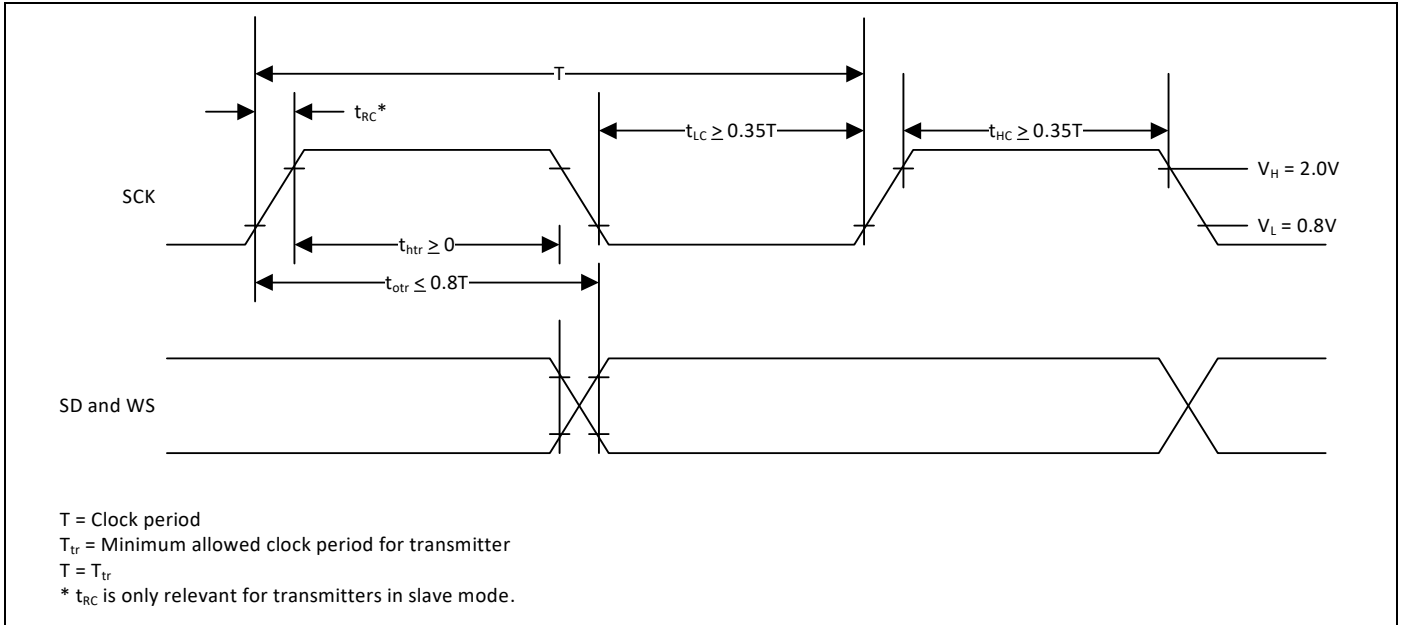 T
tRC*
tLC ≥ 0.35T
tHC ≥ 0.35T
VH = 2.0V
SCK
VL = 0.8V
thtr ≥ 0
totr ≤ 0.8T
SD and WS
T = Clock period
Ttr = Minimum allowed clock period for transmitter
T = Ttr
* tRC is only relevant for transmitters in slave mode.